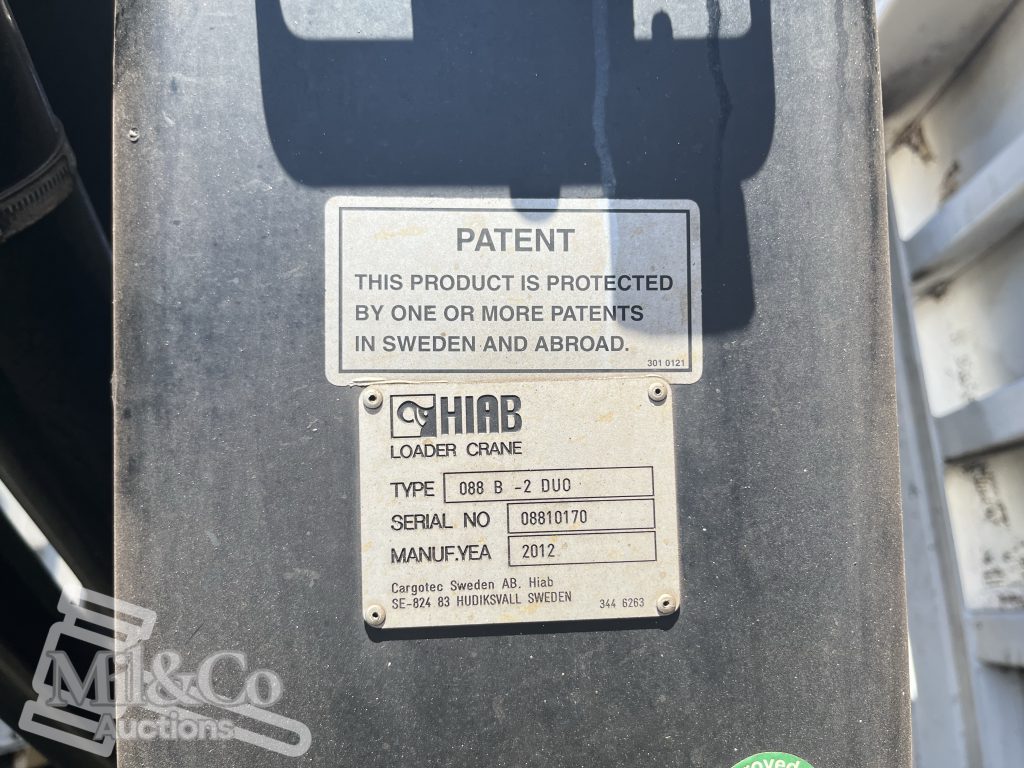 PATENT
THIS PRODUCT IS PROTECTED
BY ONE OR MORE PATENTS
IN SWEDEN AND ABROAD.
301 0121
HIAB
LOADER CRANE
TYPE 088 B -2 DUO
SERIAL NO 08810170
MANUF.YEA 2012
Cargotec Sweden AB, Hiab
SE-824 83 HUDIKSVALL SWEDEN
344 6263
Mil&Co
Auctions